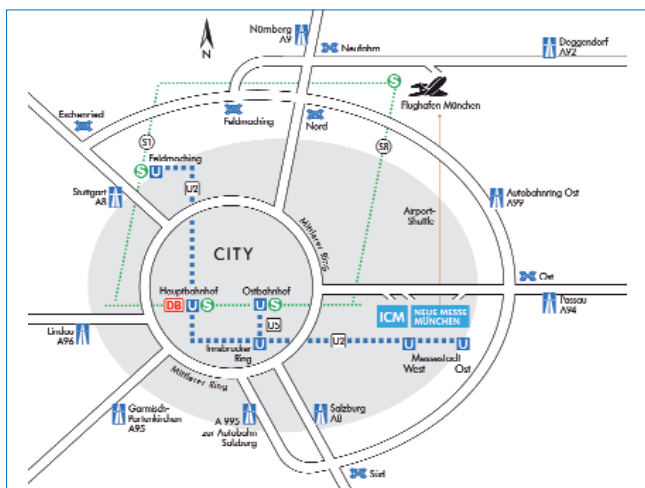 Nürnberg
A9
Neufahrn
Deggendorf
A92
N
S
Flughafen München
Eschenried
Feldmoching
Nord
S1
S8
Feldmoching
S U
U2
Stuttgart
A8
Autobahnring Ost
A99
Airport-
Shuttle
CITY
Mittlerer Ring
Ost
Hauptbahnhof
Ostbahnhof
DB U S
U S
ICM
NEUE MESSE
MÜNCHEN
Passau
A94
U5
Lindau
A96
Innsbrucker
Ring
U
U2
U
U
Messestadt
West Ost
Mittlerer Ring
Garmisch-
Partenkirchen
A95
A 995
zur Autobahn
Salzburg
Salzburg
A8
Süd